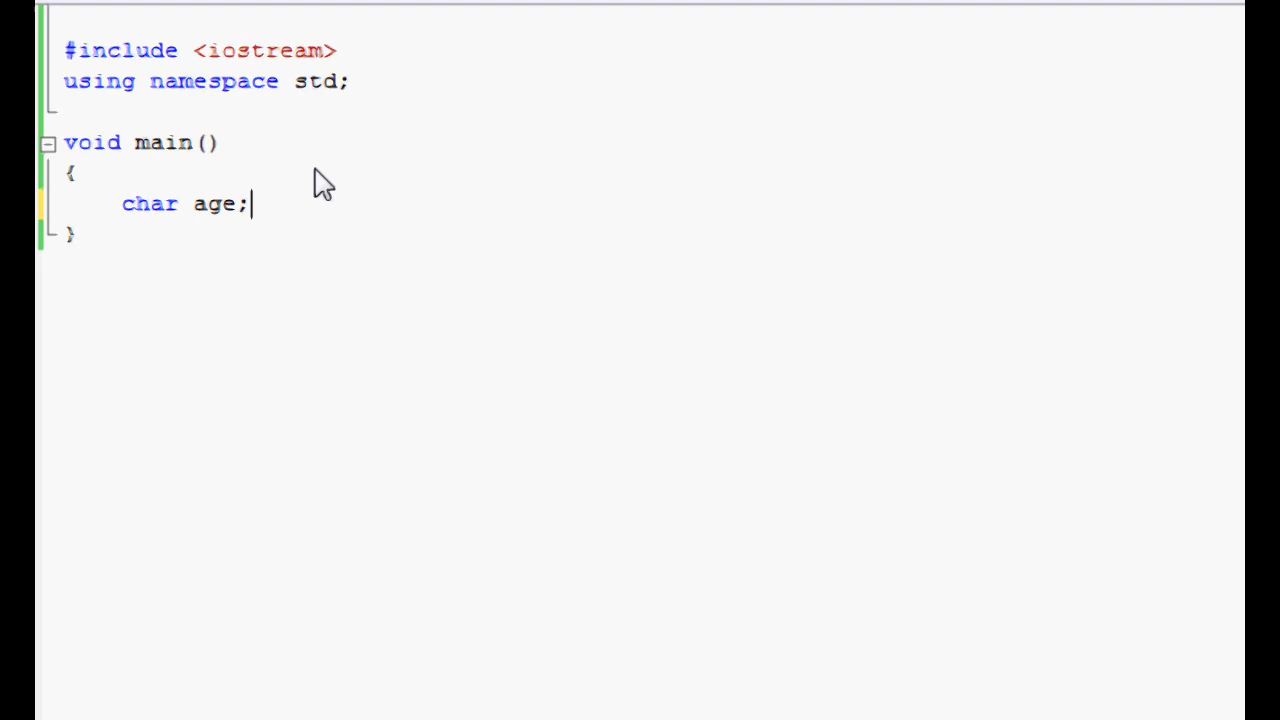 #include <iostream>
using namespace std;
void main()
{
char age;
}